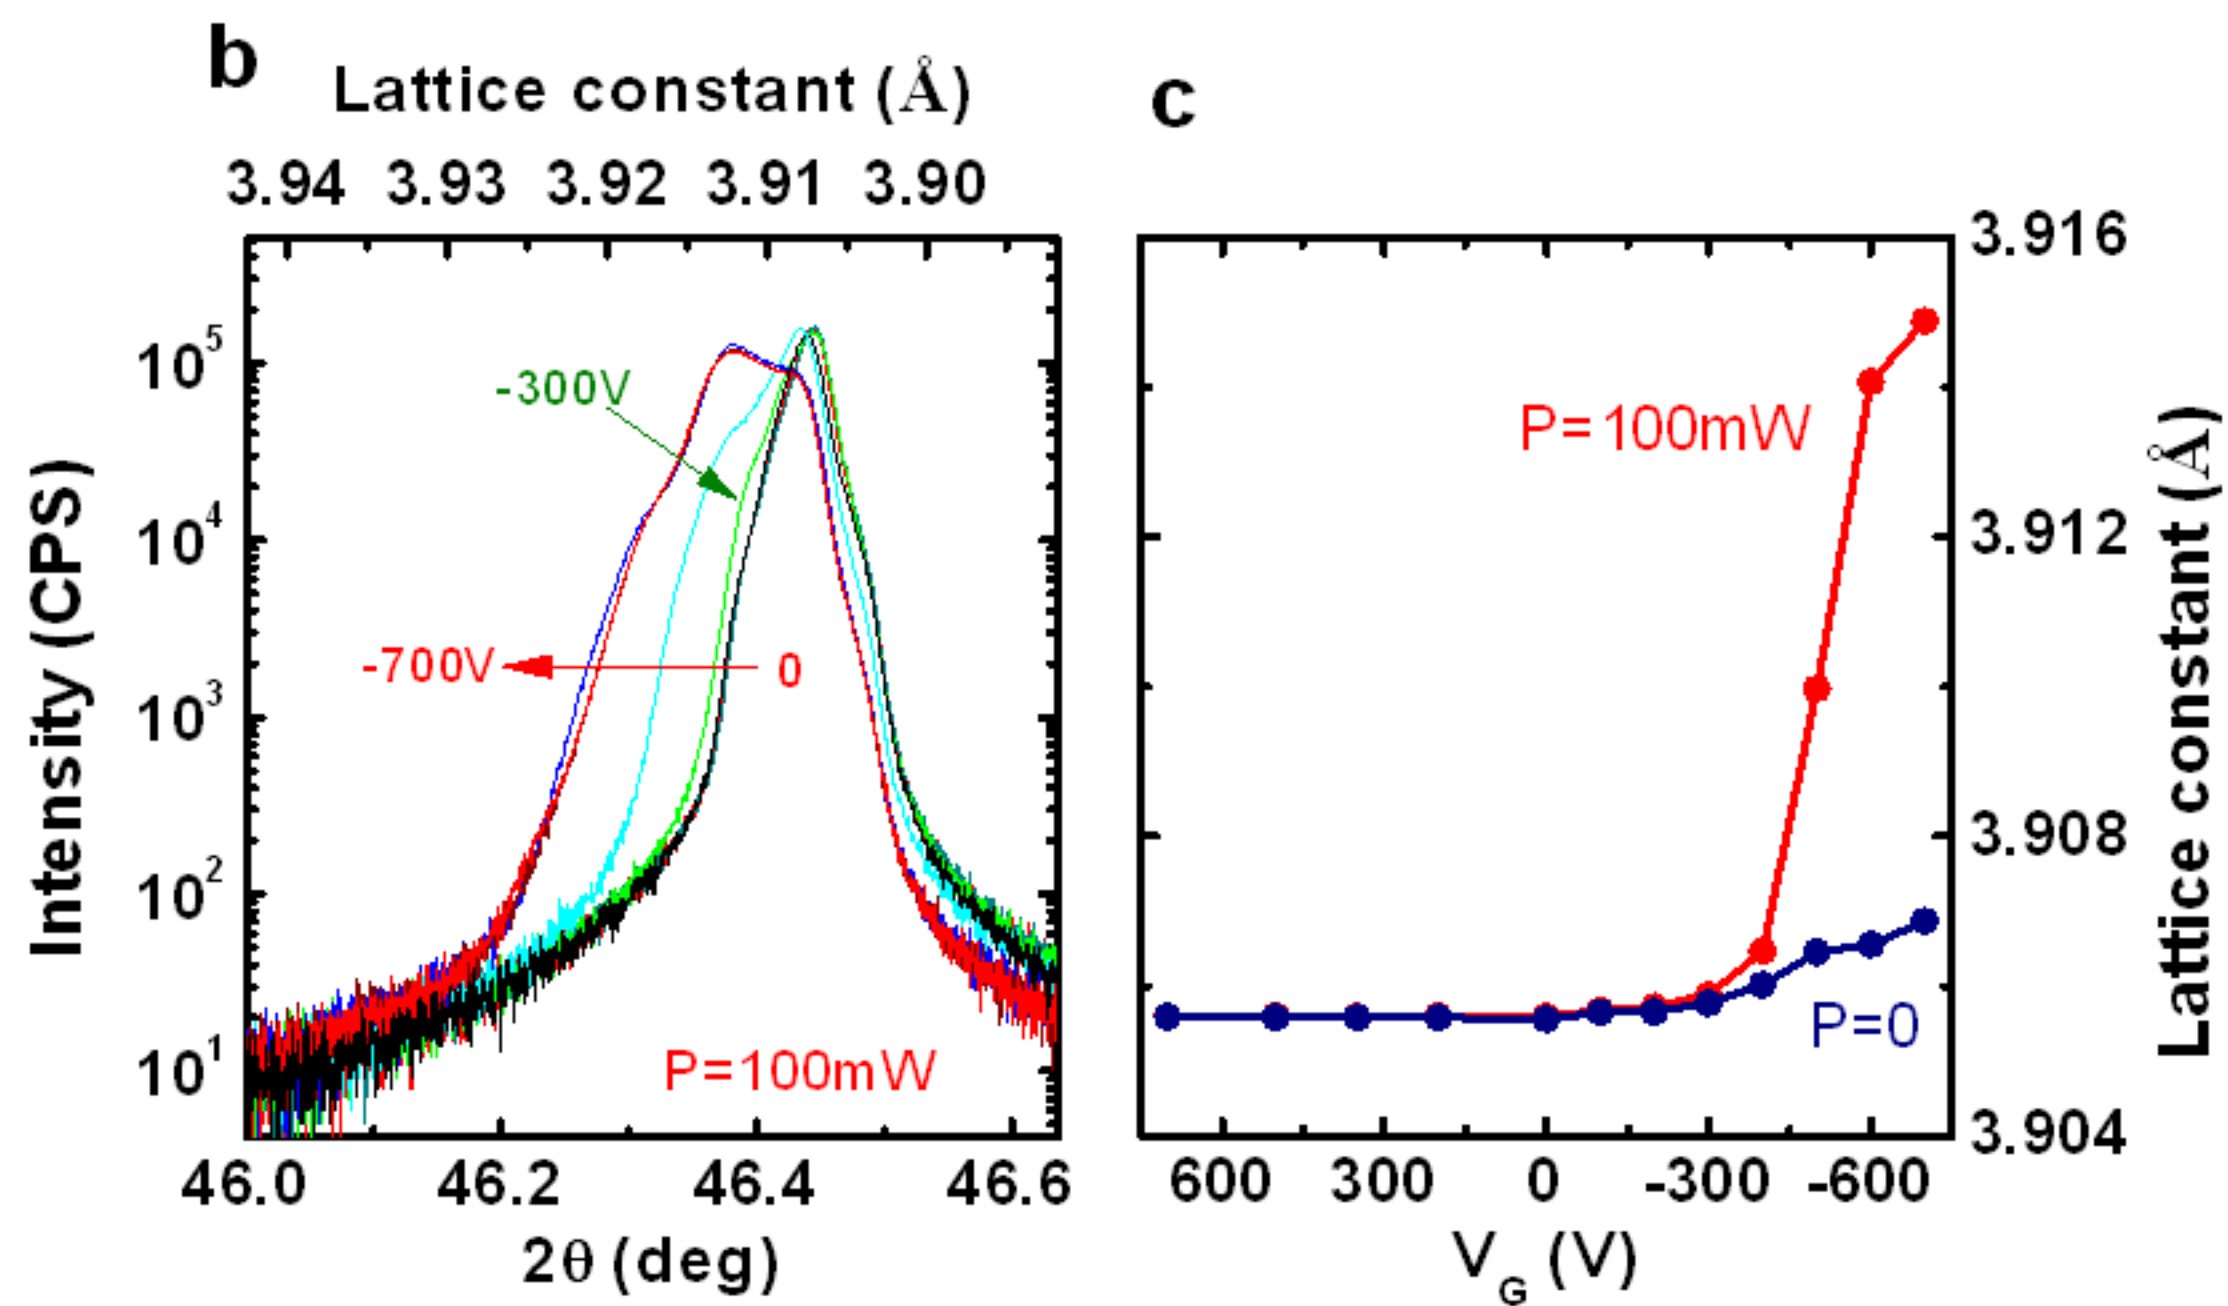 b
Lattice constant (Å)
3.94 3.93 3.92 3.91 3.90
10^5
10^4
10^3
10^2
10^1
Intensity (CPS)
-300V
-700V
0
P=100mW
46.0 46.2 46.4 46.6
2θ (deg)
c
P=100mW
P=0
3.916
3.912
3.908
3.904
Lattice constant (Å)
600 300 0 -300 -600
V_G (V)